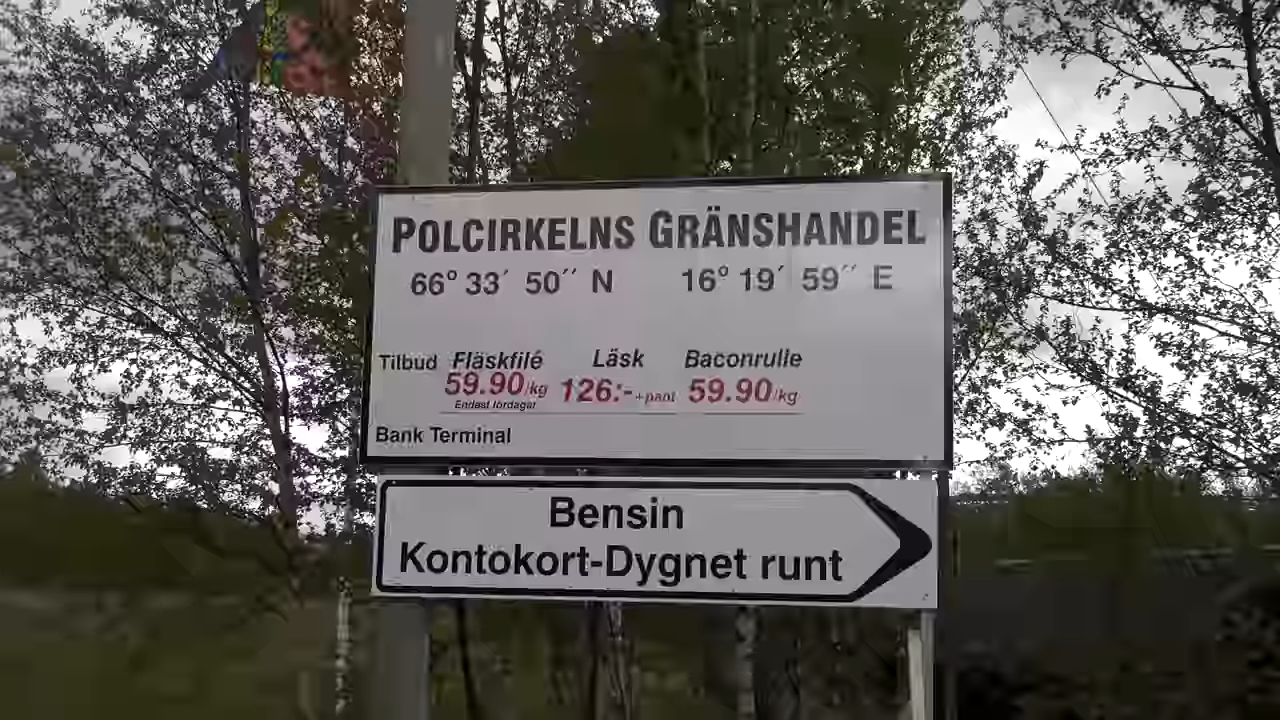 POLCIRKELNS GRÄNSHANDEL
66° 33´ 50´´ N 16° 19´ 59´´ E
Tilbud Fläskfilé Läsk Baconrulle
59.90/kg 126:-+pant 59.90/kg
Endast lördagar
Bank Terminal
Bensin
Kontokort-Dygnet runt